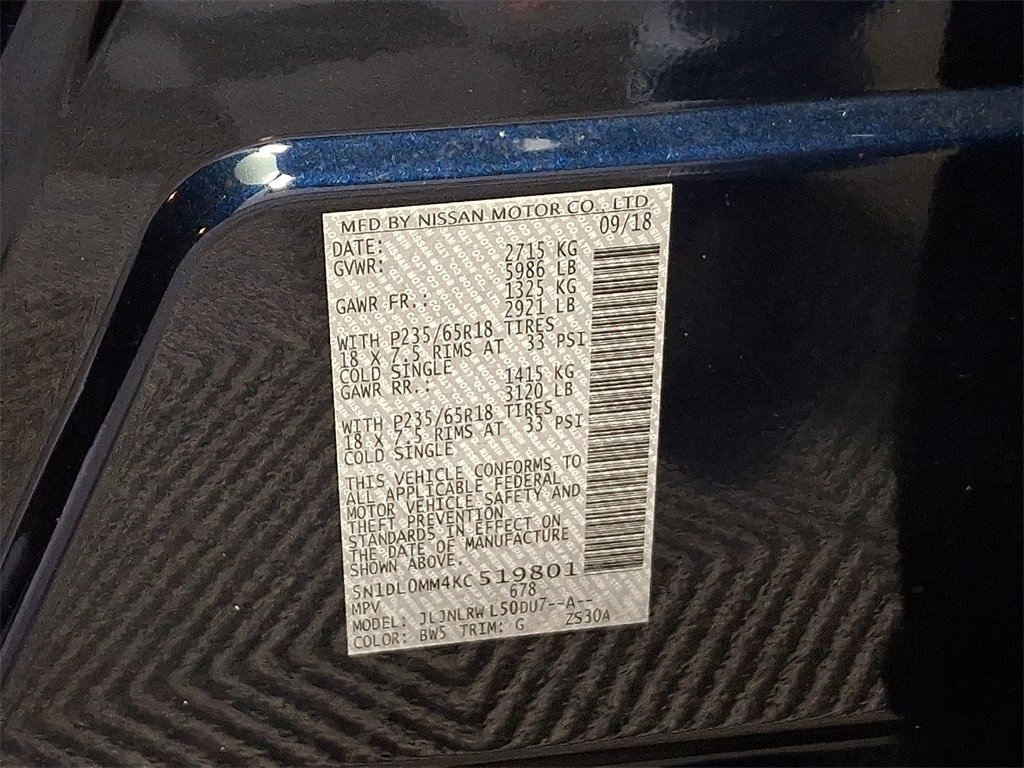 MFD BY NISSAN MOTOR CO., LTD.
DATE: 09/18
GVWR: 2715 KG
5986 LB
GAWR FR.: 1325 KG
2921 LB
WITH P235/65R18 TIRES
18 X 7.5 RIMS AT 33 PSI
COLD SINGLE
GAWR RR.: 1415 KG
3120 LB
WITH P235/65R18 TIRES
18 X 7.5 RIMS AT 33 PSI
COLD SINGLE
THIS VEHICLE CONFORMS TO
ALL APPLICABLE FEDERAL
MOTOR VEHICLE SAFETY AND
THEFT PREVENTION
STANDARDS IN EFFECT ON
THE DATE OF MANUFACTURE
SHOWN ABOVE.
5N1DL0MM4KC519801
MPV 678
MODEL: JLJNLRWL50DU7--A--
COLOR: BW5 TRIM: G ZS30A